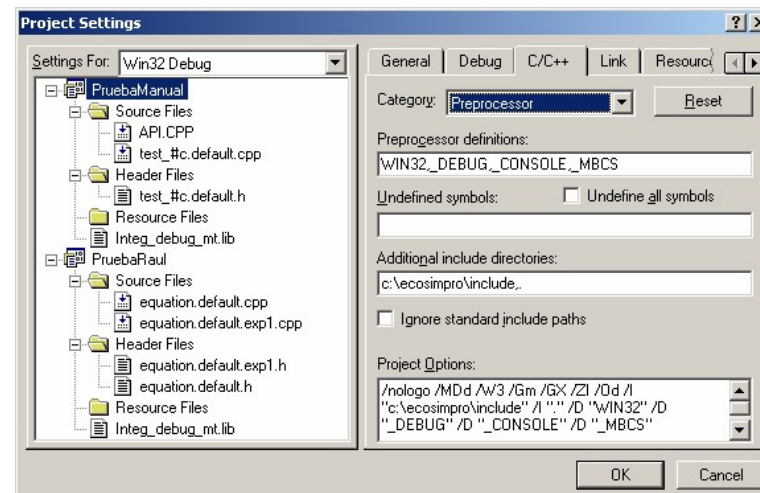 Project Settings
Settings For: Win32 Debug
PruebaManual
Source Files
API.CPP
test_#c.default.cpp
Header Files
test_#c.default.h
Resource Files
Integ_debug_mt.lib
PruebaRaul
Source Files
equation.default.cpp
equation.default.exp1.cpp
Header Files
equation.default.exp1.h
equation.default.h
Resource Files
Integ_debug_mt.lib
General Debug C/C++ Link Resourc
Category: Preprocessor Reset
Preprocessor definitions:
WIN32,_DEBUG,_CONSOLE,_MBCS
Undefined symbols: Undefine all symbols
Additional include directories:
c:\ecosimpro\include,.
Ignore standard include paths
Project Options:
/nologo /MDd /W3 /Gm /GX /ZI /Od /I
"c:\ecosimpro\include" /I "." /D "WIN32" /D
"_DEBUG" /D "_CONSOLE" /D "_MBCS"
OK Cancel